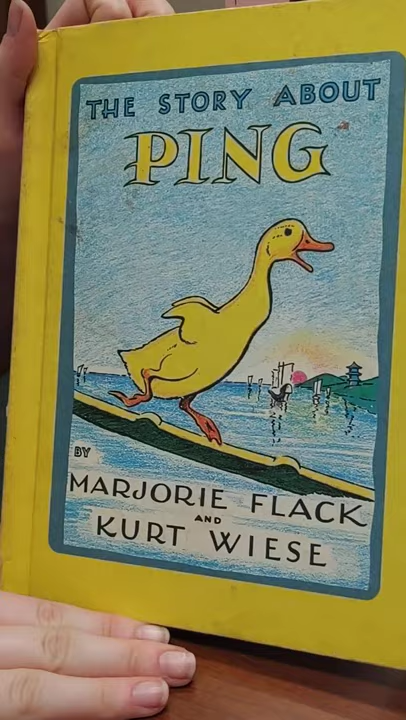 THE STORY ABOUT
PING
BY
MARJORIE FLACK
AND
KURT WIESE